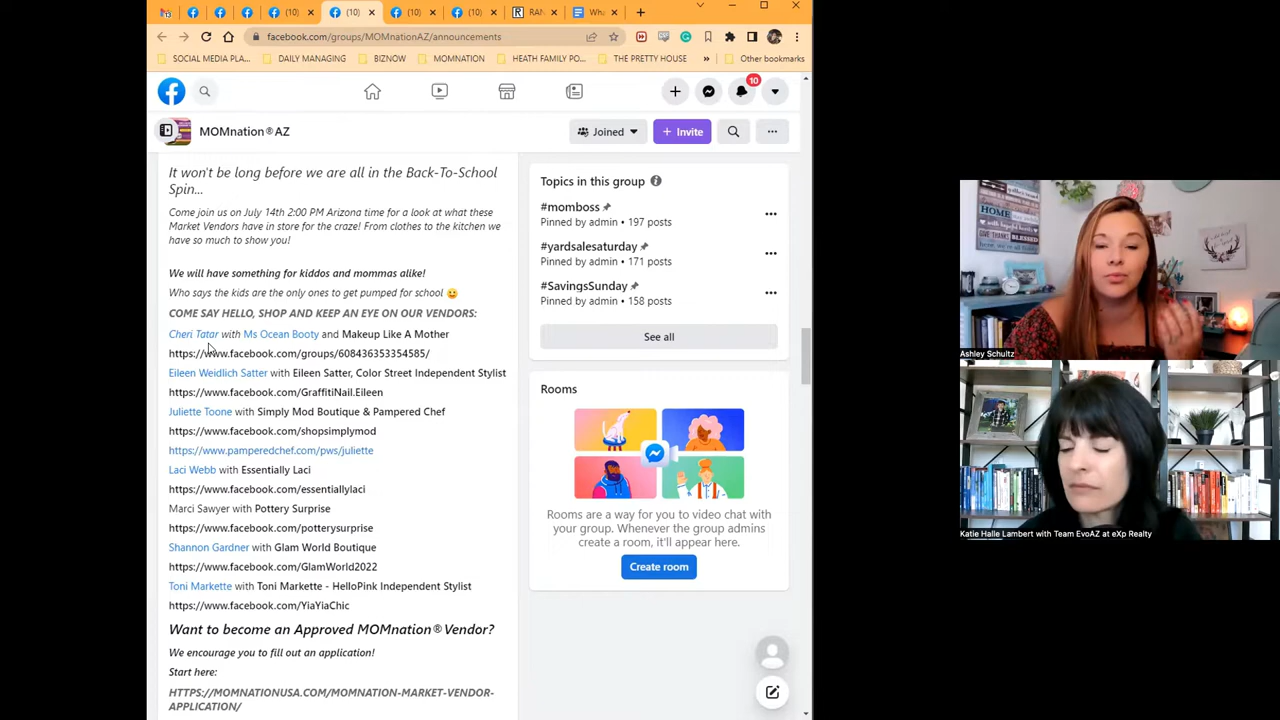 (10)
(10)
(10)
(10)
RAN
Wha
facebook.com/groups/MOMnationAZ/announcements
SOCIAL MEDIA PLA...
DAILY MANAGING
BIZNOW
MOMNATION
HEATH FAMILY PO...
THE PRETTY HOUSE
»
Other bookmarks
10
MOMnation®AZ
Joined
+ Invite
It won't be long before we are all in the Back-To-School
Spin...
Come join us on July 14th 2:00 PM Arizona time for a look at what these
Market Vendors have in store for the craze! From clothes to the kitchen we
have so much to show you!
We will have something for kiddos and mommas alike!
Who says the kids are the only ones to get pumped for school 😀
COME SAY HELLO, SHOP AND KEEP AN EYE ON OUR VENDORS:
Cheri Tatar with Ms Ocean Booty and Makeup Like A Mother
https://www.facebook.com/groups/608436353354585/
Eileen Weidlich Satter with Eileen Satter, Color Street Independent Stylist
https://www.facebook.com/GraffitiNail.Eileen
Juliette Toone with Simply Mod Boutique & Pampered Chef
https://www.facebook.com/shopsimplymod
https://www.pamperedchef.com/pws/juliette
Laci Webb with Essentially Laci
https://www.facebook.com/essentiallylaci
Marci Sawyer with Pottery Surprise
https://www.facebook.com/potterysurprise
Shannon Gardner with Glam World Boutique
https://www.facebook.com/GlamWorld2022
Toni Markette with Toni Markette - HelloPink Independent Stylist
https://www.facebook.com/YiaYiaChic
Want to become an Approved MOMnation®Vendor?
We encourage you to fill out an application!
Start here:
HTTPS://MOMNATIONUSA.COM/MOMNATION-MARKET-VENDOR-
APPLICATION/
Topics in this group
#momboss
Pinned by admin • 197 posts
#yardsalesaturday
Pinned by admin • 171 posts
#SavingsSunday
Pinned by admin • 158 posts
See all
Rooms
Rooms are a way for you to video chat with
your group. Whenever the group admins
create a room, it'll appear here.
Create room
HOME
GIVE THANKS
BLESSED
Ashley Schultz
Katie Halle Lambert with Team EvoAZ at eXp Realty